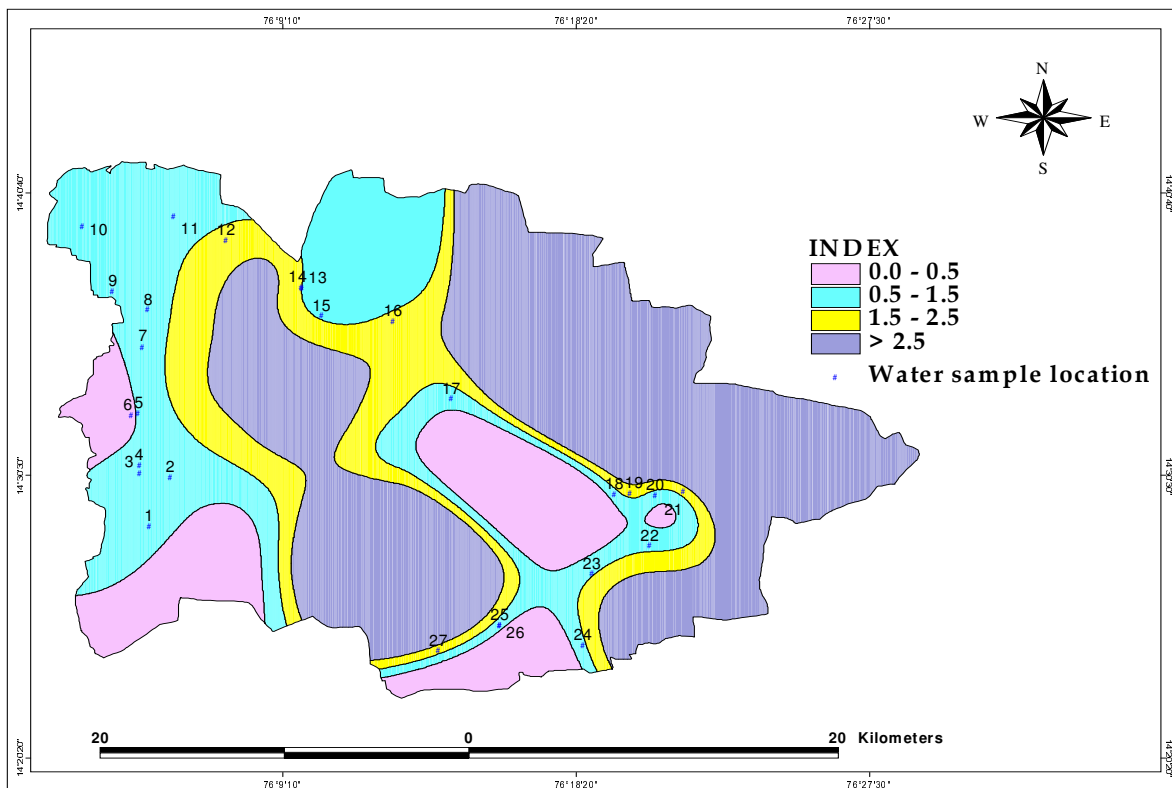 76°9'10" 76°18'20" 76°27'30"
14°40'40" 14°40'40"
N
W E
S
INDEX
0.0 - 0.5
0.5 - 1.5
1.5 - 2.5
> 2.5
Water sample location
10
11
12
9
8
14 13
15
16
7
17
6 5
4
3
2
18 19 20
21
1
22
23
25
26
24
27
14°30'30" 14°30'30"
20 0 20 Kilometers
14°20'20" 14°20'20"
76°9'10" 76°18'20" 76°27'30"